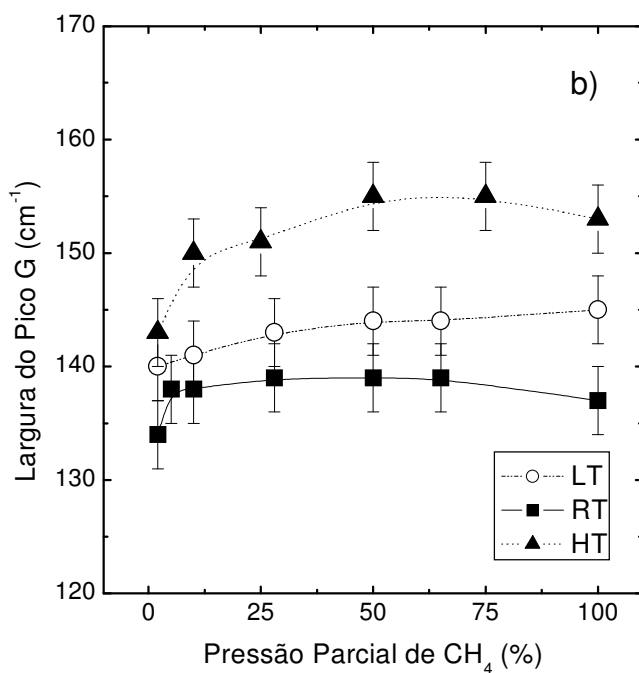 170
b)
160
150
140
130
120
Largura do Pico G (cm⁻¹)
LT
RT
HT
0 25 50 75 100
Pressão Parcial de CH₄ (%)